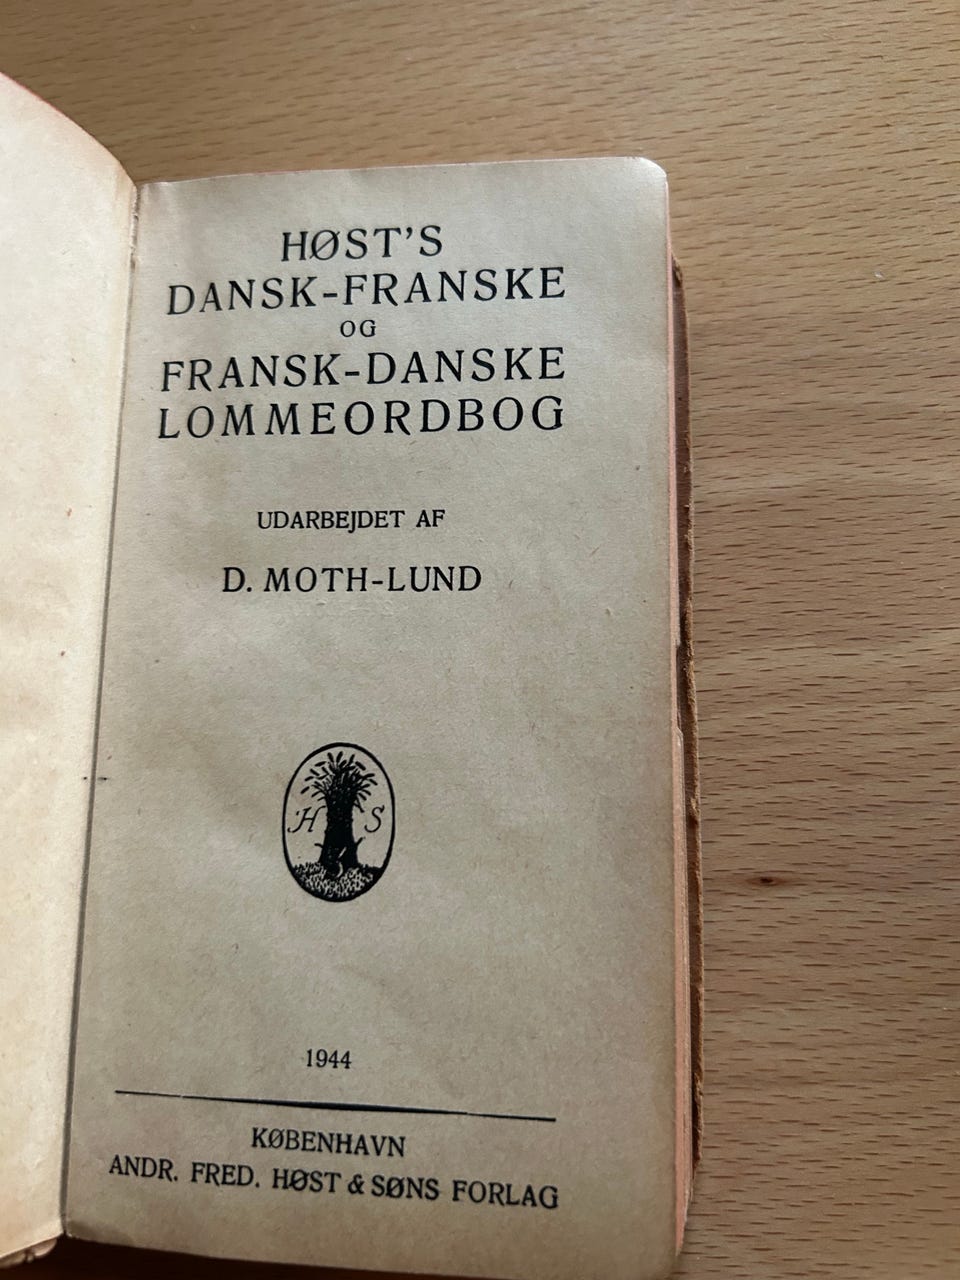 HØST'S
DANSK-FRANSKE
OG
FRANSK-DANSKE
LOMMEORDBOG
UDARBEJDET AF
D. MOTH-LUND
H S
1944
KØBENHAVN
ANDR. FRED. HØST & SØNS FORLAG